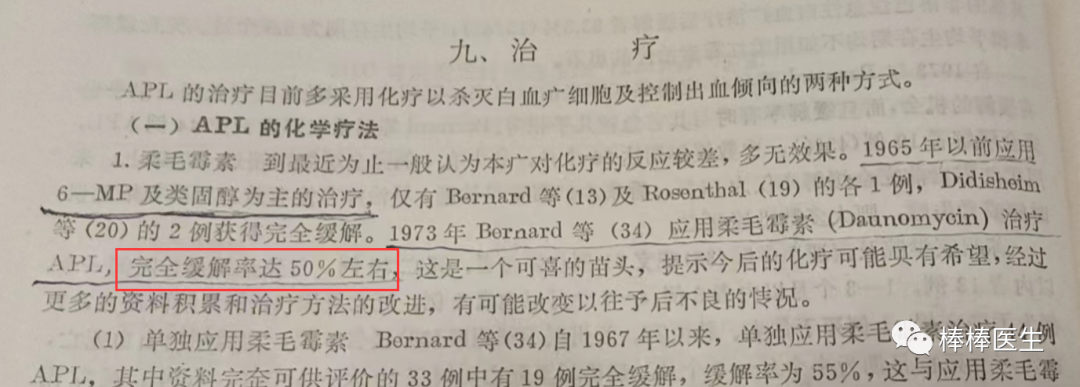 九、治 疗
APL 的治疗目前多采用化疗以杀灭白血疒细胞及控制出血倾向的两种方式。
(一) APL 的化学疗法
1. 柔毛霉素 到最近为止一般认为本疒对化疗的反应较差，多无效果。1965 年以前应用
6—MP 及类固醇为主的治疗，仅有 Bernard 等(13)及 Rosenthal (19) 的各 1 例，Didisheim
等 (20) 的 2 例获得完全缓解。1973 年 Bernard 等 (34) 应用柔毛霉素 (Daunomycin) 治疗
APL，完全缓解率达 50% 左右，这是一个可喜的苗头，提示今后的化疗可能具有希望，经过
更多的资料积累和治疗方法的改进，有可能改变以往予后不良的情况。
(1) 单独应用柔毛霉素 Bernard 等(34)自 1967 年以来，单独应用柔毛 例
APL，其中资料完 可供评价的 33 例中有 19 例完全缓解，缓解率为 55%，这与应用柔毛霉
棒棒医生